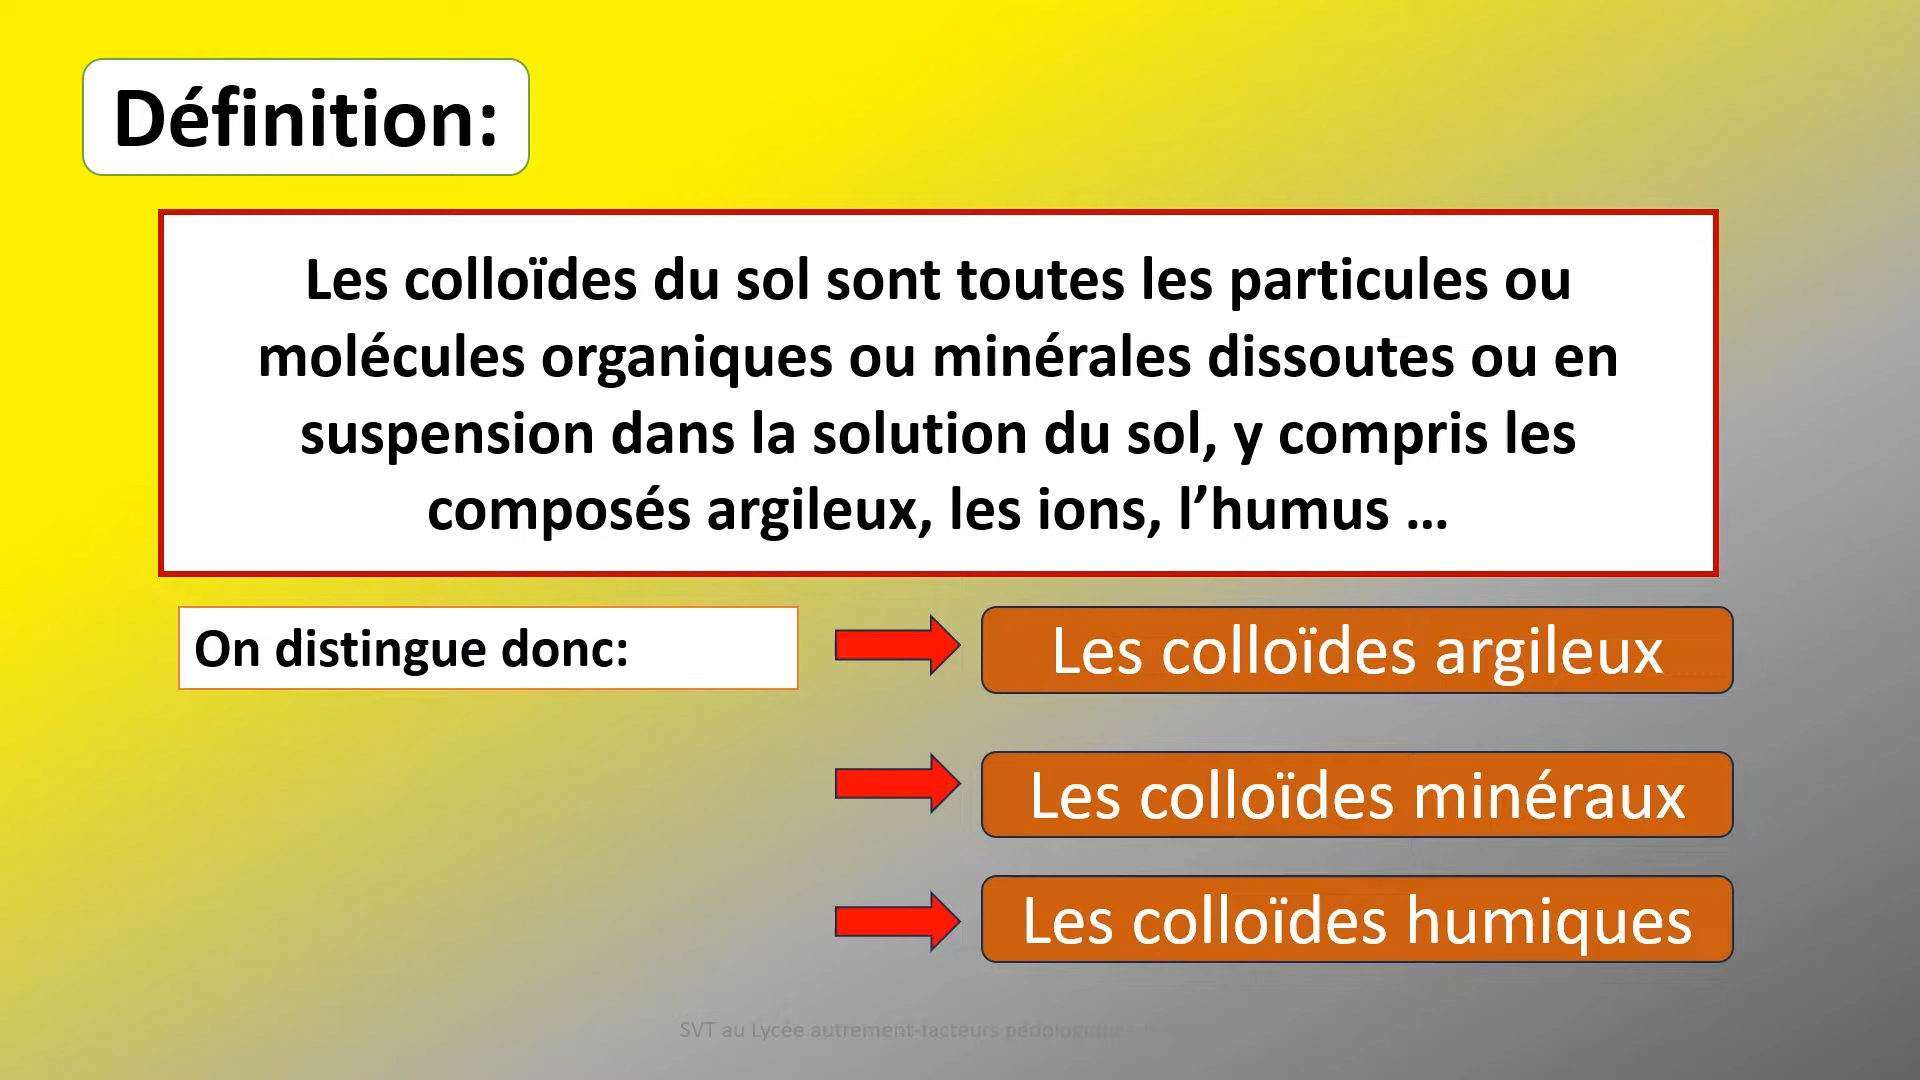 Définition:
Les colloïdes du sol sont toutes les particules ou
molécules organiques ou minérales dissoutes ou en
suspension dans la solution du sol, y compris les
composés argileux, les ions, l’humus ...
On distingue donc:
Les colloïdes argileux
Les colloïdes minéraux
Les colloïdes humiques
SVT au Lycée autrement-facteurs pédologiques